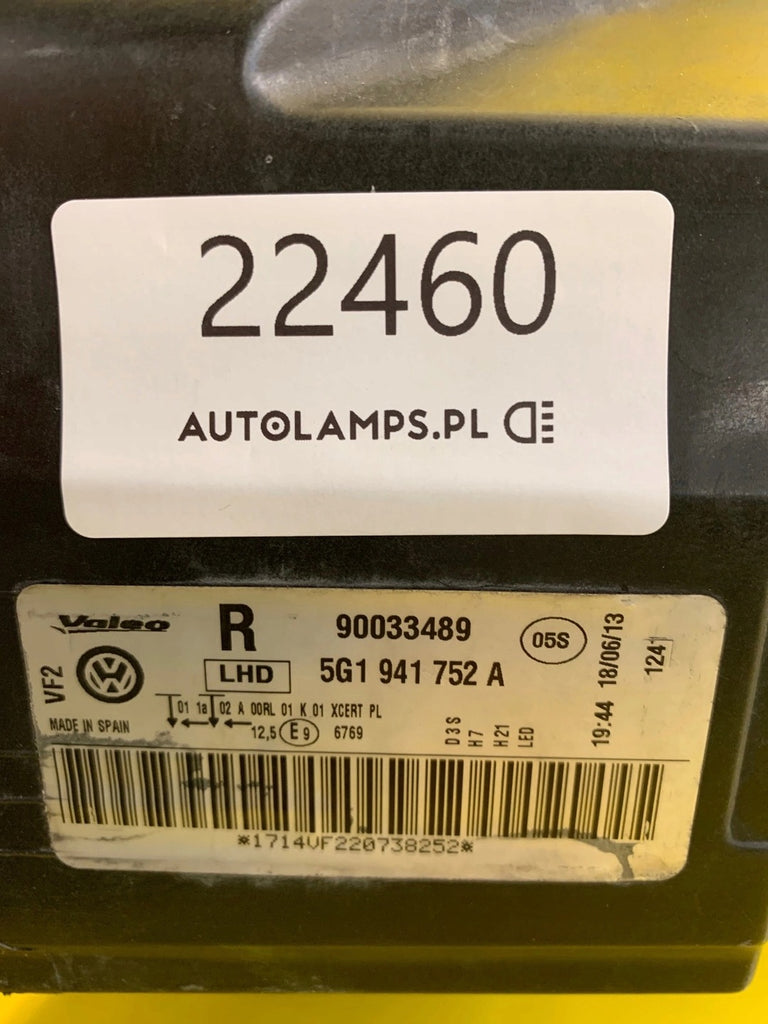 22460
AUTOLAMPS.PL
Valeo R 90033489 05S
VF2 LHD 5G1 941 752 A
01 1a 02 A 00RL 01 K 01 XCERT PL
MADE IN SPAIN 12,5 E9 6769
D3S
H7
H21
LED
19:44 18/06/13
1241
*1714VF220738252*